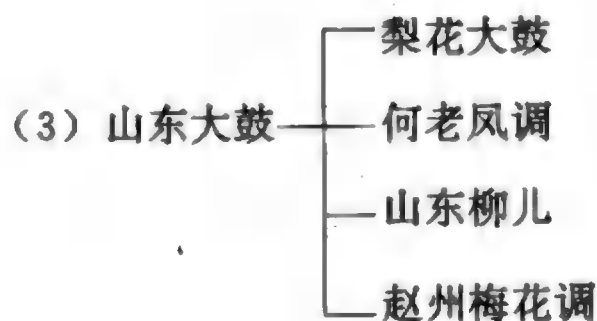 梨花大鼓
(3) 山东大鼓
何老凤调
山东柳儿
赵州梅花调